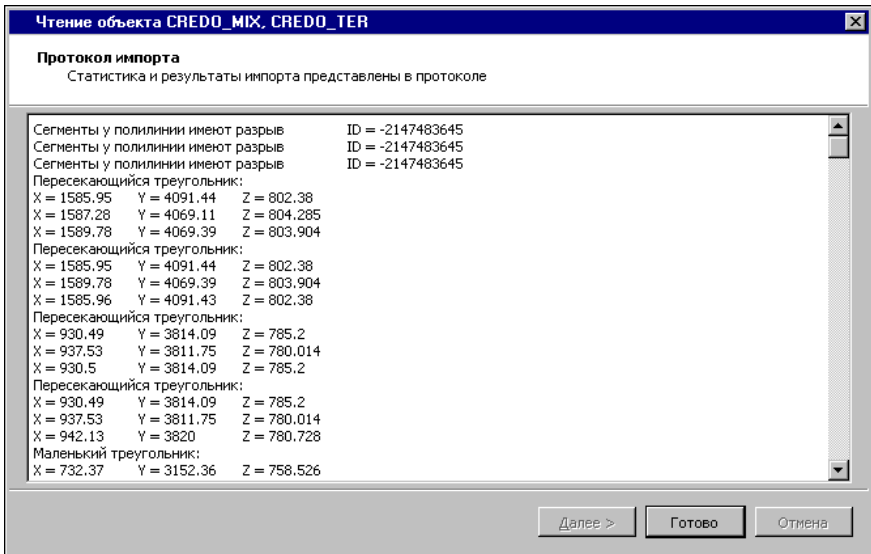 Чтение объекта CREDO_MIX, CREDO_TER
Протокол импорта
Статистика и результаты импорта представлены в протоколе
Сегменты у полилинии имеют разрыв ID = -2147483645
Сегменты у полилинии имеют разрыв ID = -2147483645
Сегменты у полилинии имеют разрыв ID = -2147483645
Пересекающийся треугольник:
X = 1585.95 Y = 4091.44 Z = 802.38
X = 1587.28 Y = 4069.11 Z = 804.285
X = 1589.78 Y = 4069.39 Z = 803.904
Пересекающийся треугольник:
X = 1585.95 Y = 4091.44 Z = 802.38
X = 1589.78 Y = 4069.39 Z = 803.904
X = 1585.96 Y = 4091.43 Z = 802.38
Пересекающийся треугольник:
X = 930.49 Y = 3814.09 Z = 785.2
X = 937.53 Y = 3811.75 Z = 780.014
X = 930.5 Y = 3814.09 Z = 785.2
Пересекающийся треугольник:
X = 930.49 Y = 3814.09 Z = 785.2
X = 937.53 Y = 3811.75 Z = 780.014
X = 942.13 Y = 3820 Z = 780.728
Маленький треугольник:
X = 732.37 Y = 3152.36 Z = 758.526
Далее > Готово Отмена